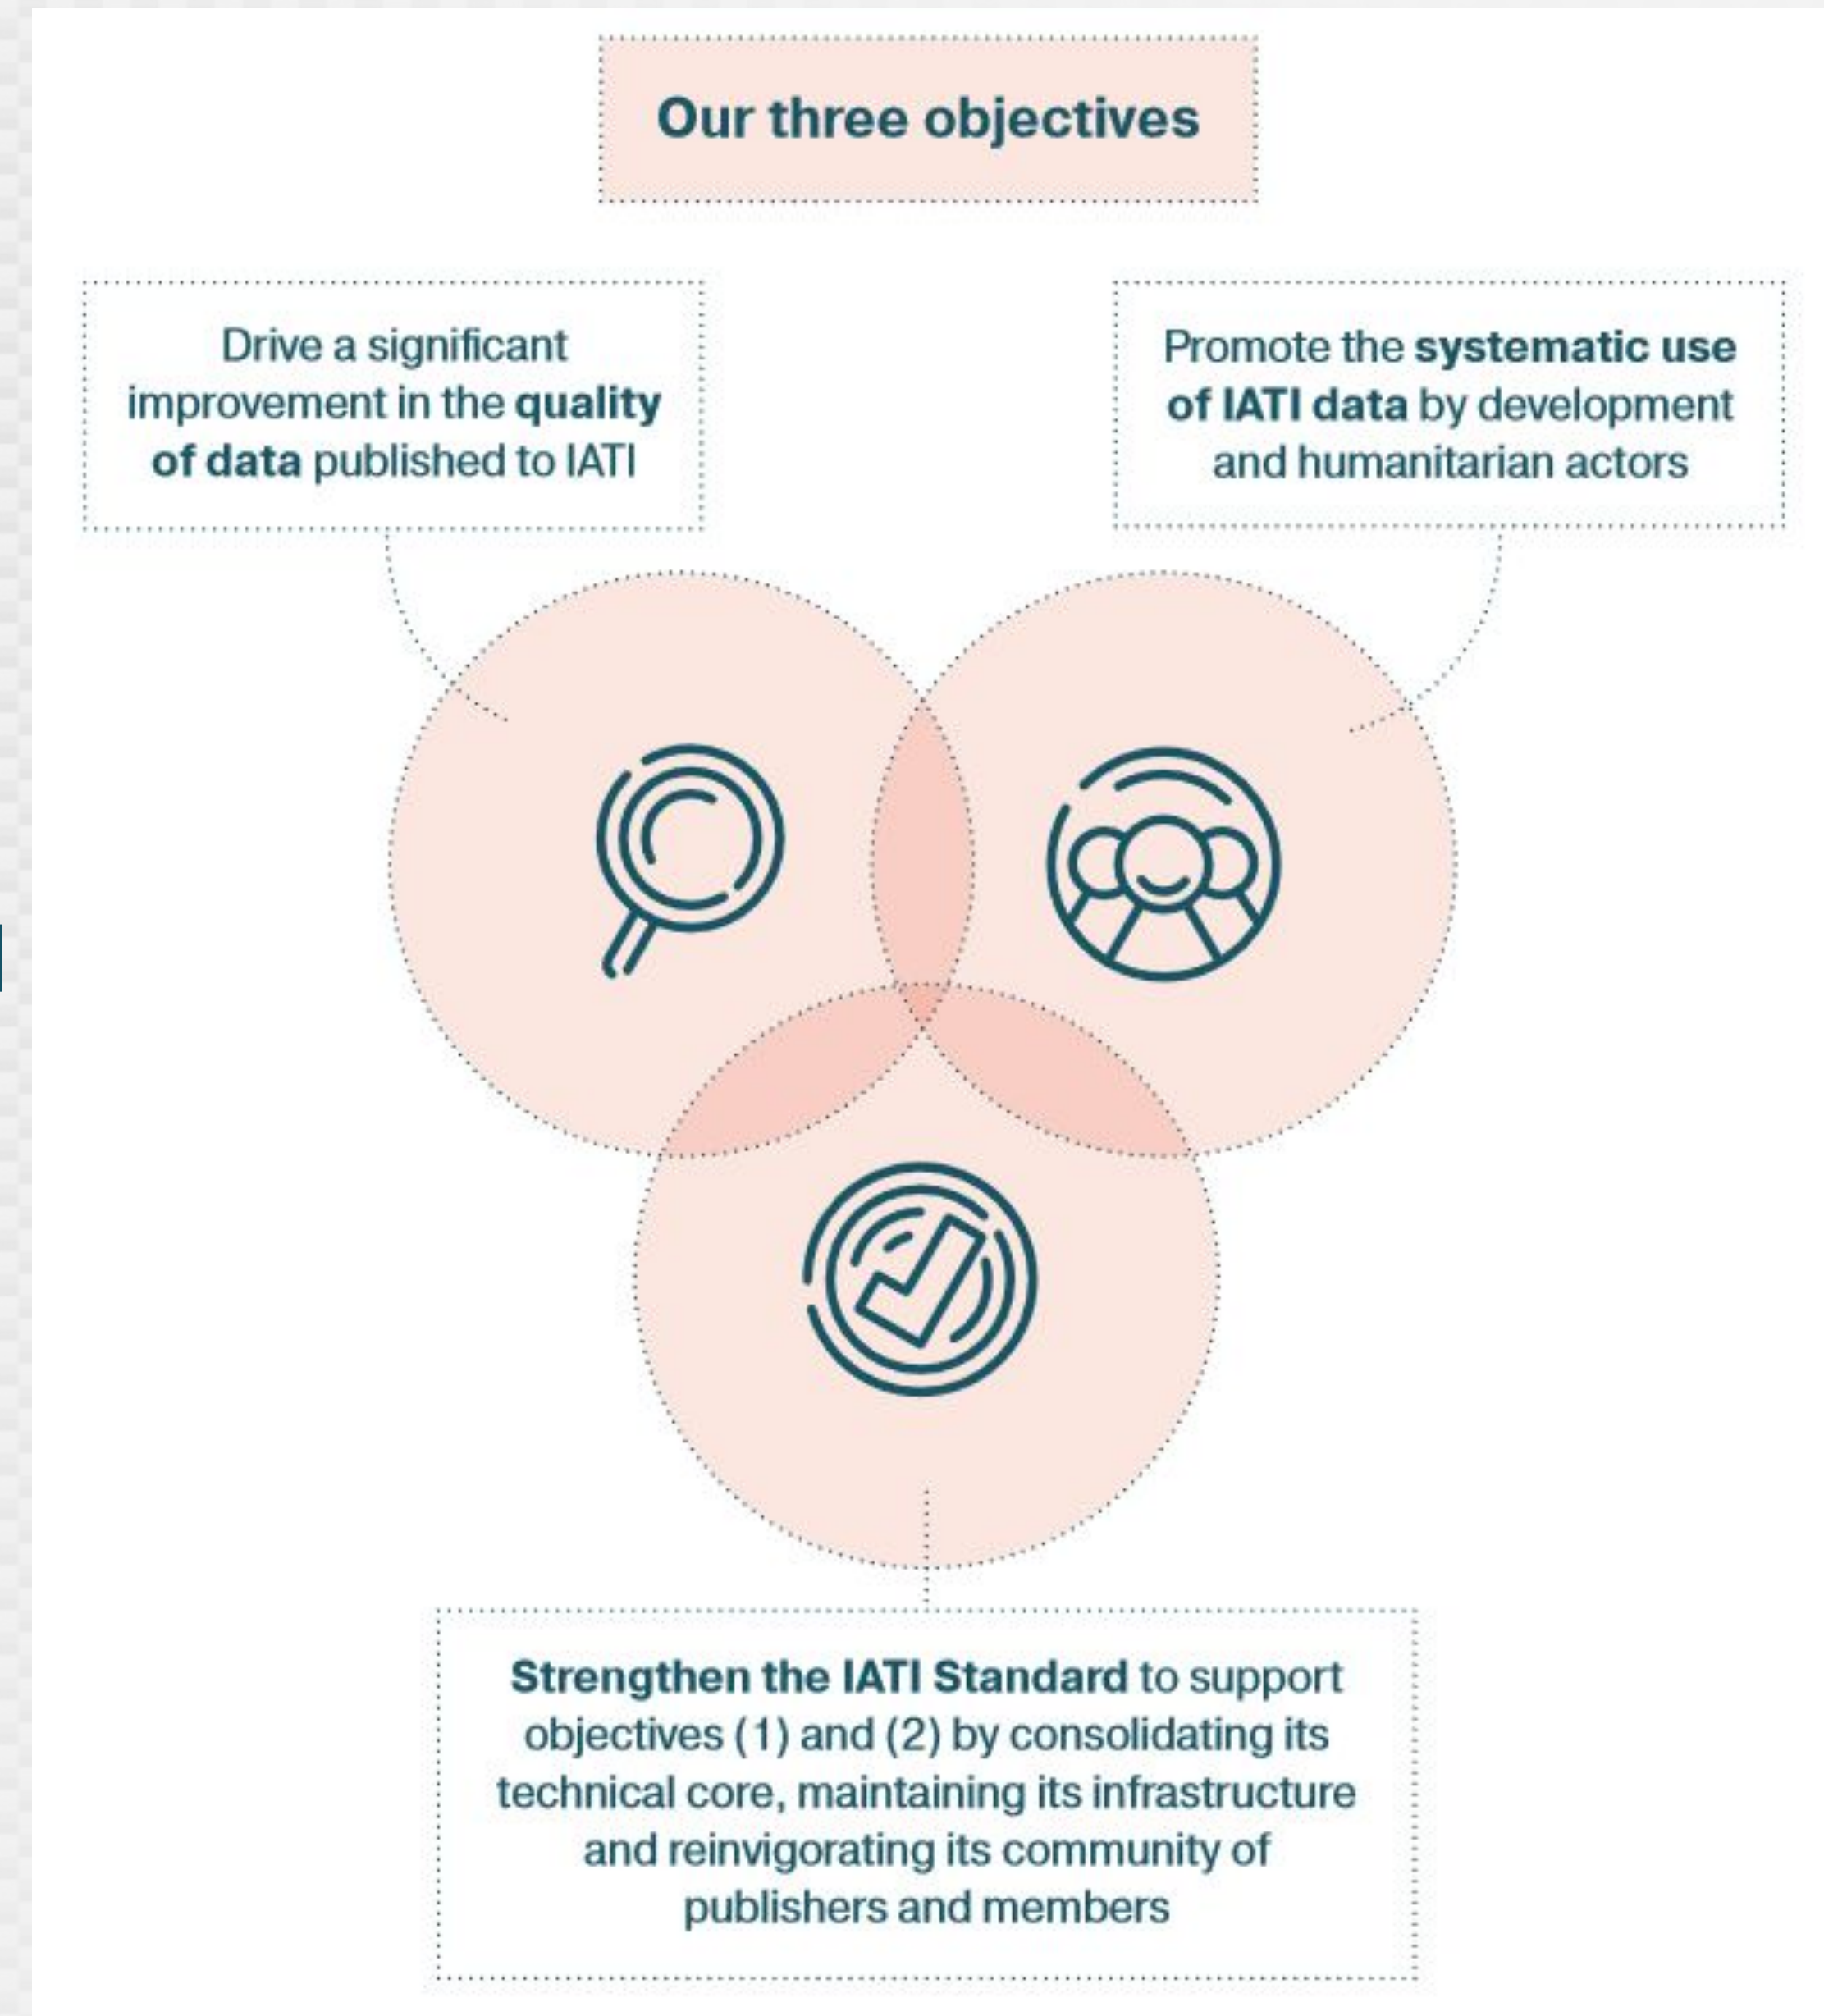 Our three objectives
Drive a significant
improvement in the quality
of data published to IATI
Promote the systematic use
of IATI data by development
and humanitarian actors
Strengthen the IATI Standard to support
objectives (1) and (2) by consolidating its
technical core, maintaining its infrastructure
and reinvigorating its community of
publishers and members